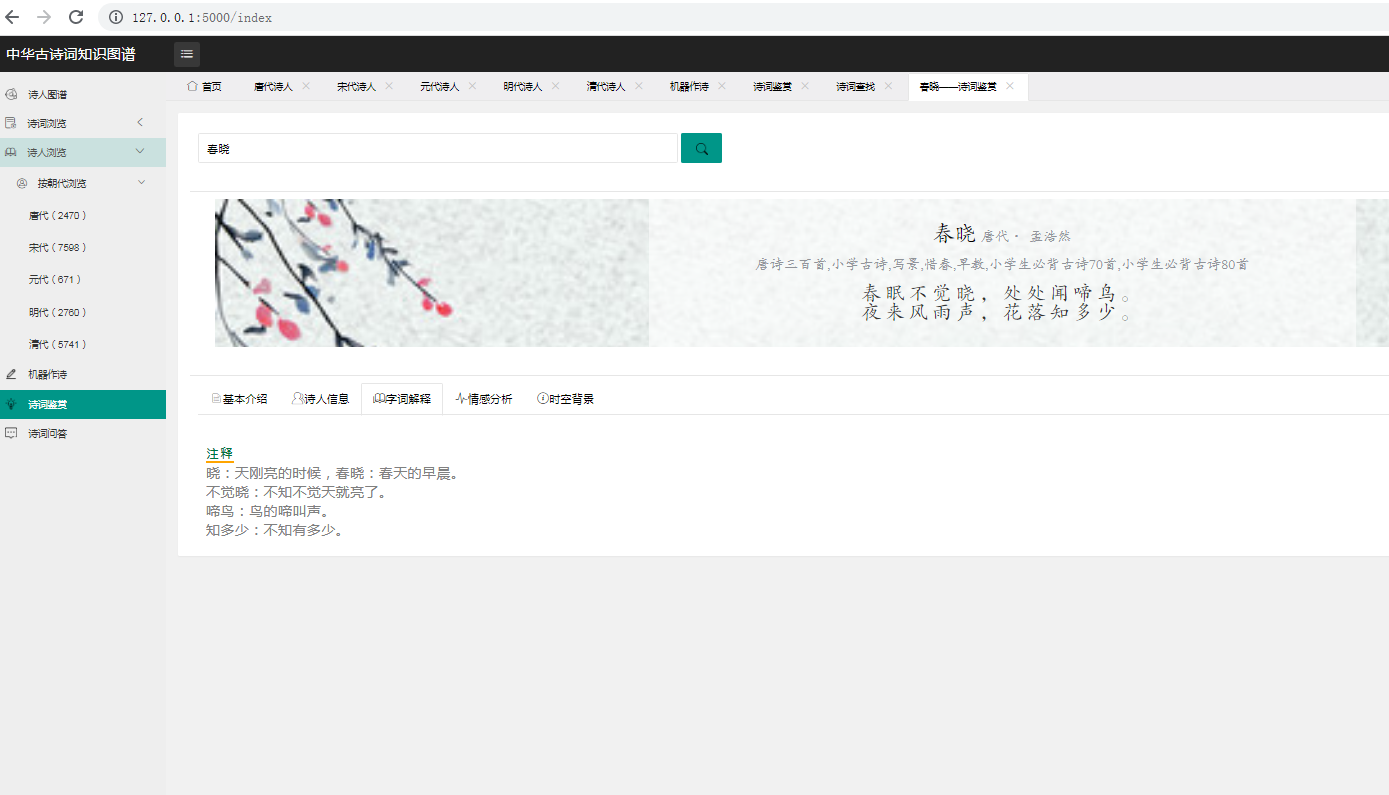 127.0.0.1:5000/index
中华古诗词知识图谱
首页 唐代诗人 宋代诗人 元代诗人 明代诗人 清代诗人 机器作诗 诗词鉴赏 诗词查找 春晓——诗词鉴赏
诗人图谱
诗词浏览
诗人浏览
按朝代浏览
唐代（2470）
宋代（7598）
元代（671）
明代（2760）
清代（5741）
机器作诗
诗词鉴赏
诗词问答
春晓
春晓 唐代· 孟浩然
唐诗三百首,小学古诗,写景,惜春,早教,小学生必背古诗70首,小学生必背古诗80首
春眠不觉晓，处处闻啼鸟。
夜来风雨声，花落知多少。
基本介绍 诗人信息 字词解释 情感分析 时空背景
注释
晓：天刚亮的时候，春晓：春天的早晨。
不觉晓：不知不觉天就亮了。
啼鸟：鸟的啼叫声。
知多少：不知有多少。